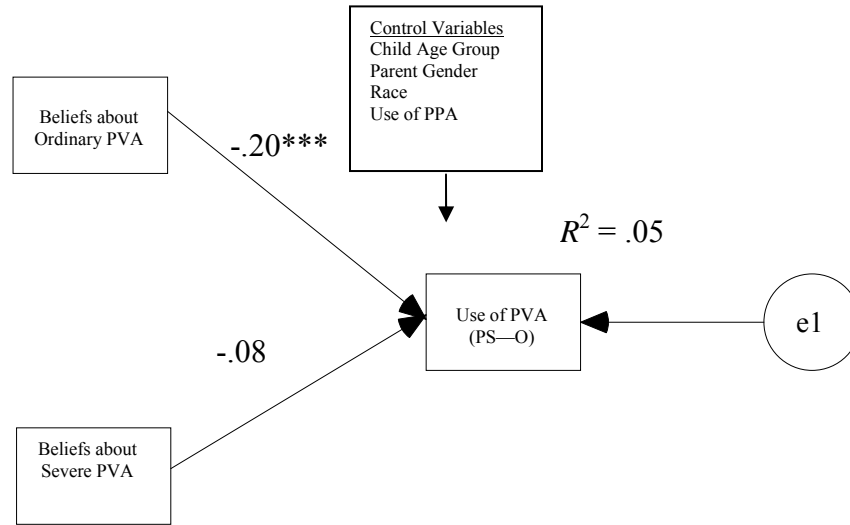 Control Variables
Child Age Group
Parent Gender
Race
Use of PPA
Beliefs about
Ordinary PVA
-.20***
R² = .05
Use of PVA
(PS—O)
e1
-.08
Beliefs about
Severe PVA